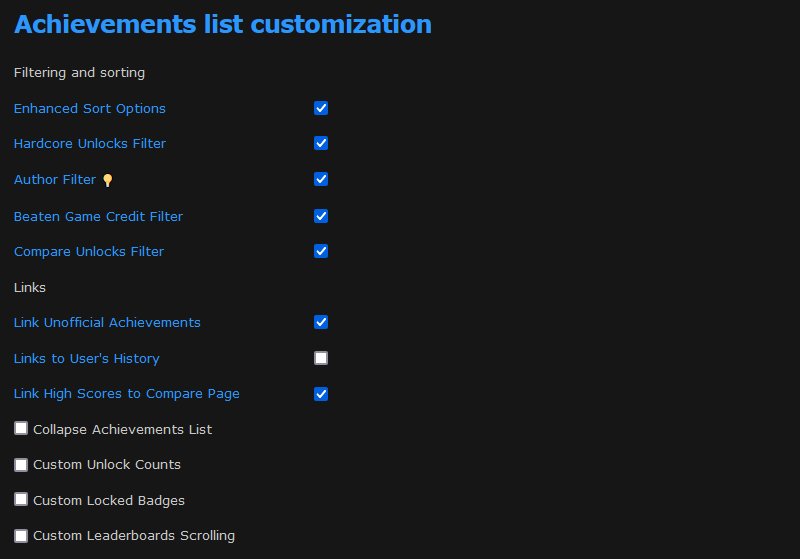 Achievements list customization
Filtering and sorting
Enhanced Sort Options
Hardcore Unlocks Filter
Author Filter
Beaten Game Credit Filter
Compare Unlocks Filter
Links
Link Unofficial Achievements
Links to User's History
Link High Scores to Compare Page
Collapse Achievements List
Custom Unlock Counts
Custom Locked Badges
Custom Leaderboards Scrolling